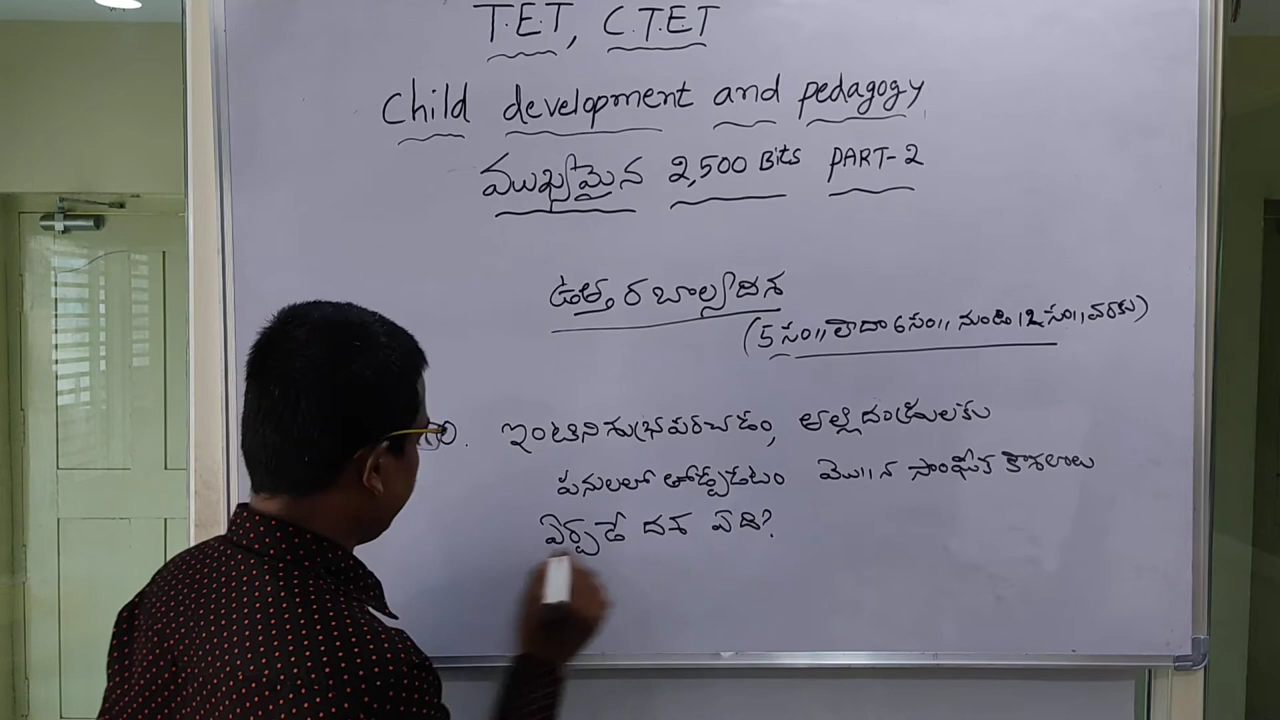 T.E.T, C.T.E.T
Child development and pedagogy
ముఖ్యమైన 2,500 Bits PART-2
ఉత్తర బాల్యదశ
(5 సం॥ లేదా 6 సం॥ నుండి 12 సం॥ వరకు)
ఇంటిని శుభ్రపరచడం, తల్లిదండ్రులకు
పనులలో తోడ్పడటం మొ॥న సాంఘిక కౌశలాలు
ఏర్పడే దశ ఏది?